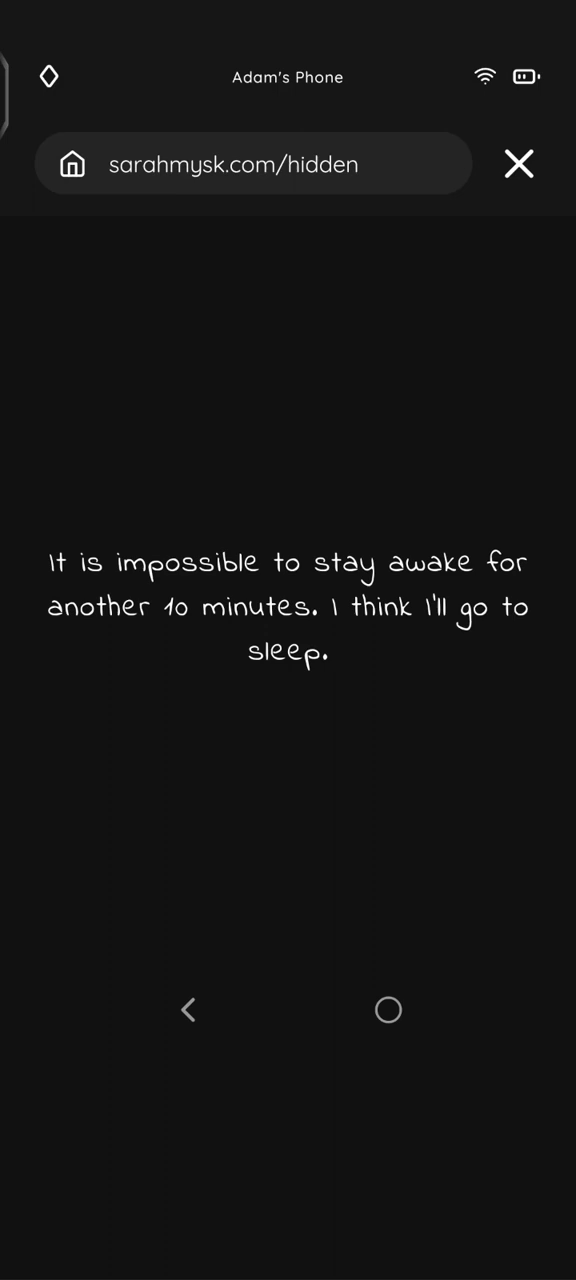 Adam's Phone
sarahmysk.com/hidden
It is impossible to stay awake for
another 10 minutes. I think I'll go to
sleep.